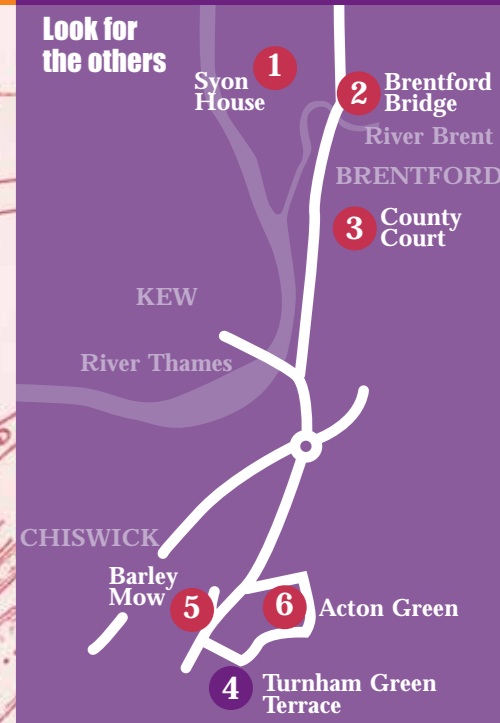 Look for
the others
1
Syon
House
2
Brentford
Bridge
River Brent
BRENTFORD
3
County
Court
KEW
River Thames
CHISWICK
Barley
Mow
5
6
Acton Green
4
Turnham Green
Terrace